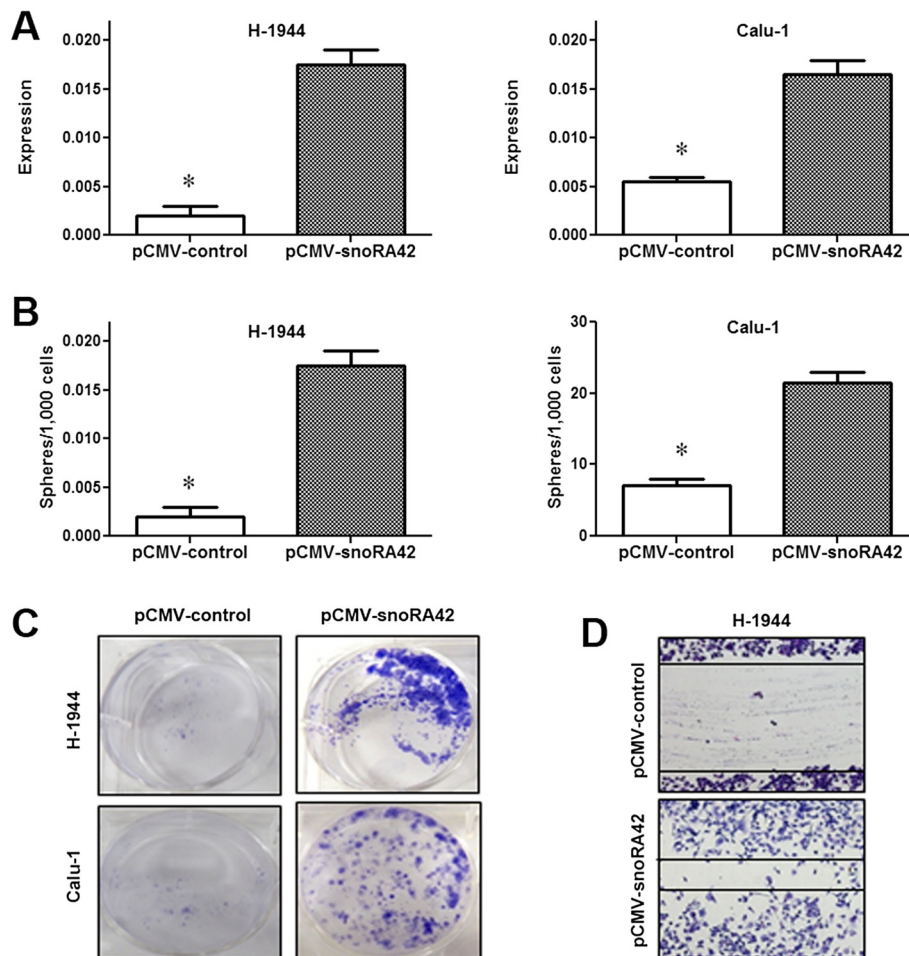 A
H-1944
Expression
0.020
0.015
0.010
0.005
0.000
*
pCMV-control
pCMV-snoRA42
Calu-1
Expression
0.020
0.015
0.010
0.005
0.000
*
pCMV-control
pCMV-snoRA42
B
H-1944
Spheres/1,000 cells
0.020
0.015
0.010
0.005
0.000
*
pCMV-control
pCMV-snoRA42
Calu-1
Spheres/1,000 cells
30
20
10
0
*
pCMV-control
pCMV-snoRA42
C
pCMV-control
pCMV-snoRA42
H-1944
Calu-1
D
H-1944
pCMV-control
pCMV-snoRA42